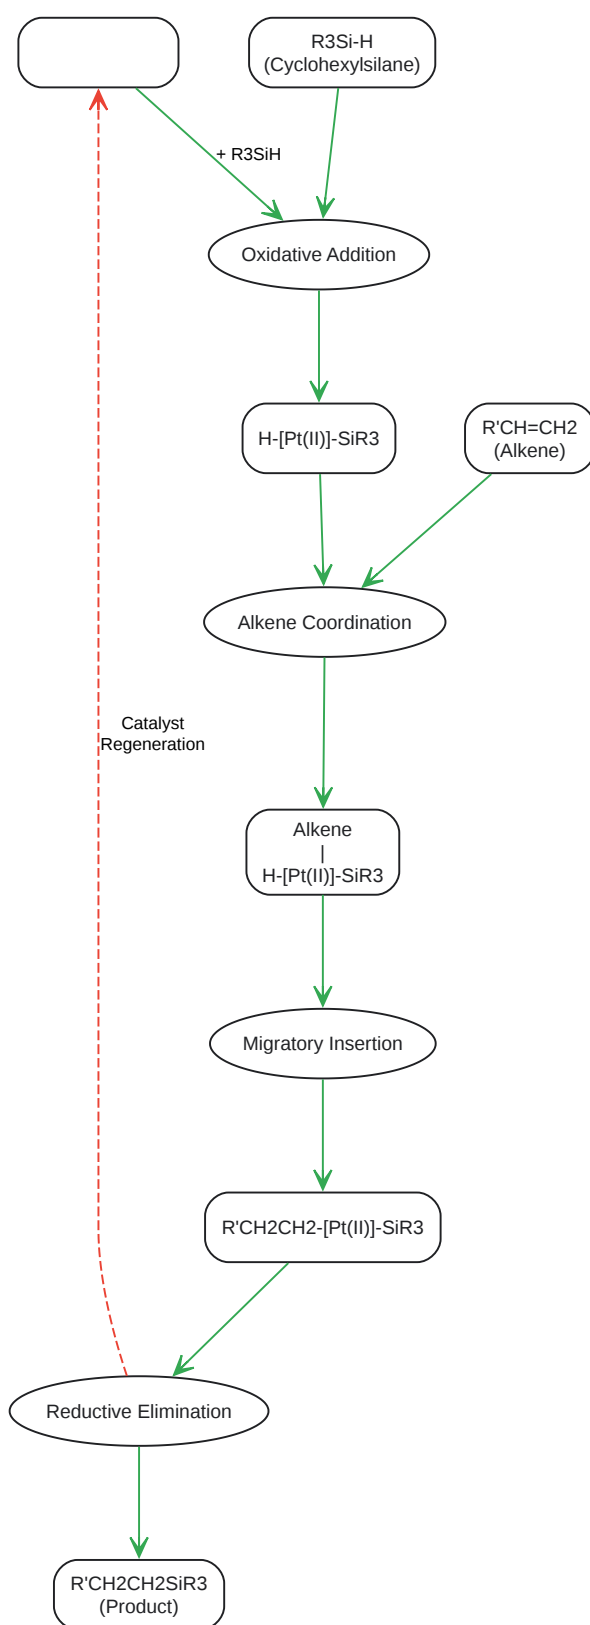 R3Si-H
(Cyclohexylsilane)
+ R3SiH
Oxidative Addition
H-[Pt(II)]-SiR3
R'CH=CH2
(Alkene)
Alkene Coordination
Catalyst
Regeneration
Alkene
|
H-[Pt(II)]-SiR3
Migratory Insertion
R'CH2CH2-[Pt(II)]-SiR3
Reductive Elimination
R'CH2CH2SiR3
(Product)